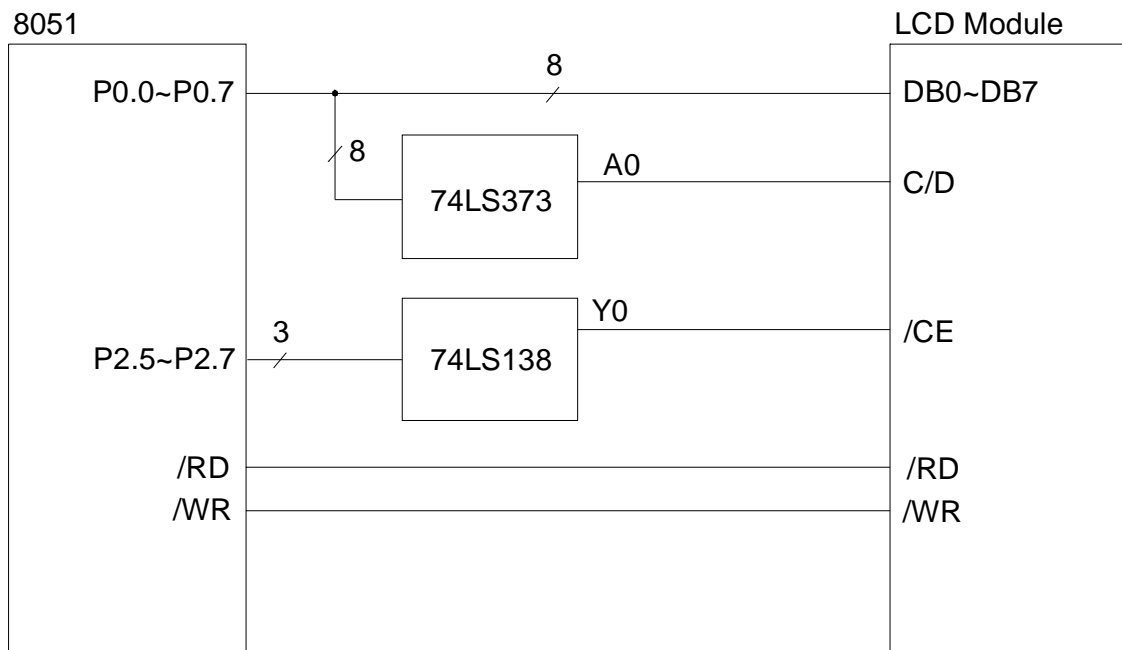 8051 LCD Module
P0.0~P0.7 8 DB0~DB7
8 A0 C/D
74LS373
3 Y0 /CE
P2.5~P2.7 74LS138
/RD /RD
/WR /WR